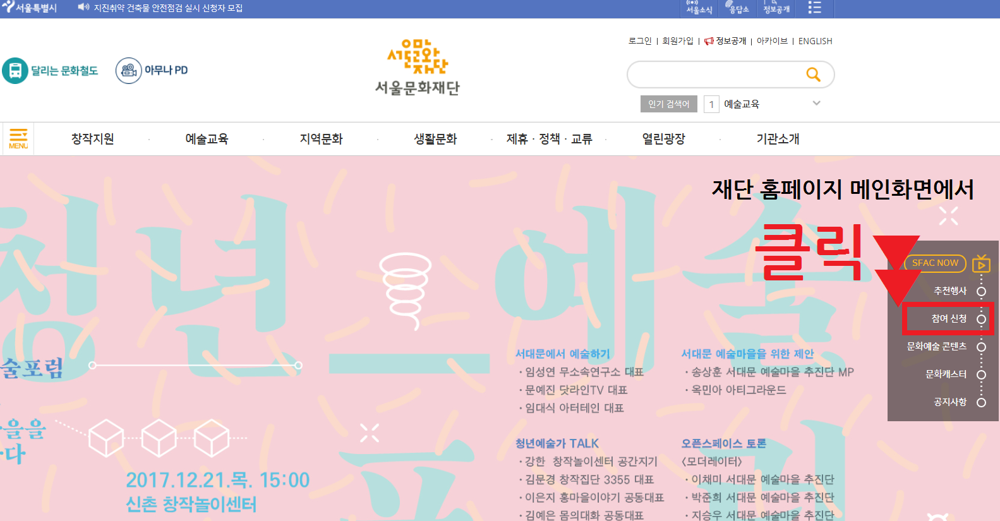 서울특별시
지진취약 건축물 안전점검 실시 신청자 모집
서울소식
응답소
정보공개
달리는 문화철도
아무나 PD
서울문화재단
로그인 | 회원가입 | 정보공개 | 아카이브 | ENGLISH
인기 검색어 1 예술교육
MENU
창작지원 · 예술교육 · 지역문화 · 생활문화 · 제휴 · 정책 · 교류 · 열린광장 · 기관소개
재단 홈페이지 메인화면에서
클릭
SFAC NOW
추천행사
참여 신청
문화예술 콘텐츠
문화캐스터
공지사항
청년–예술
포럼
술포럼
을을
다
2017.12.21.목. 15:00
신촌 창작놀이센터
서대문에서 예술하기
· 임성연 무소속연구소 대표
· 문예진 닷라인TV 대표
· 임대식 아터테인 대표
서대문 예술마을을 위한 제안
· 송상훈 서대문 예술마을 추진단 MP
· 옥민아 아티그라운드
청년예술가 TALK
· 강한 창작놀이센터 공간지기
· 김문경 창작집단 3355 대표
· 이은지 홍마을이야기 공동대표
· 김예은 몸의대화 공동대표
오픈스페이스 토론
<모더레이터>
· 이채미 서대문 예술마을 추진단
· 박준희 서대문 예술마을 추진단
· 지승우 서대문 예술마을 추진단